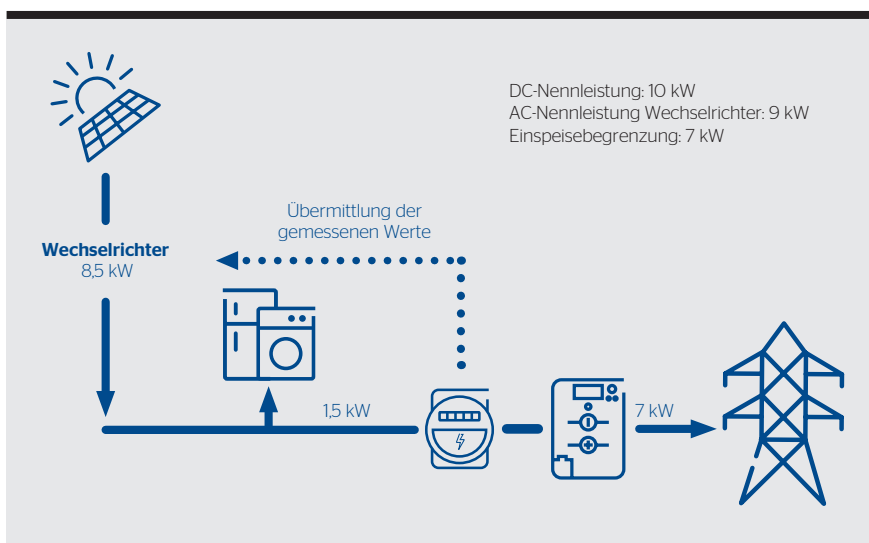 DC-Nennleistung: 10 kW
AC-Nennleistung Wechselrichter: 9 kW
Einspeisebegrenzung: 7 kW
Übermittlung der
gemessenen Werte
Wechselrichter
8,5 kW
1,5 kW
7 kW